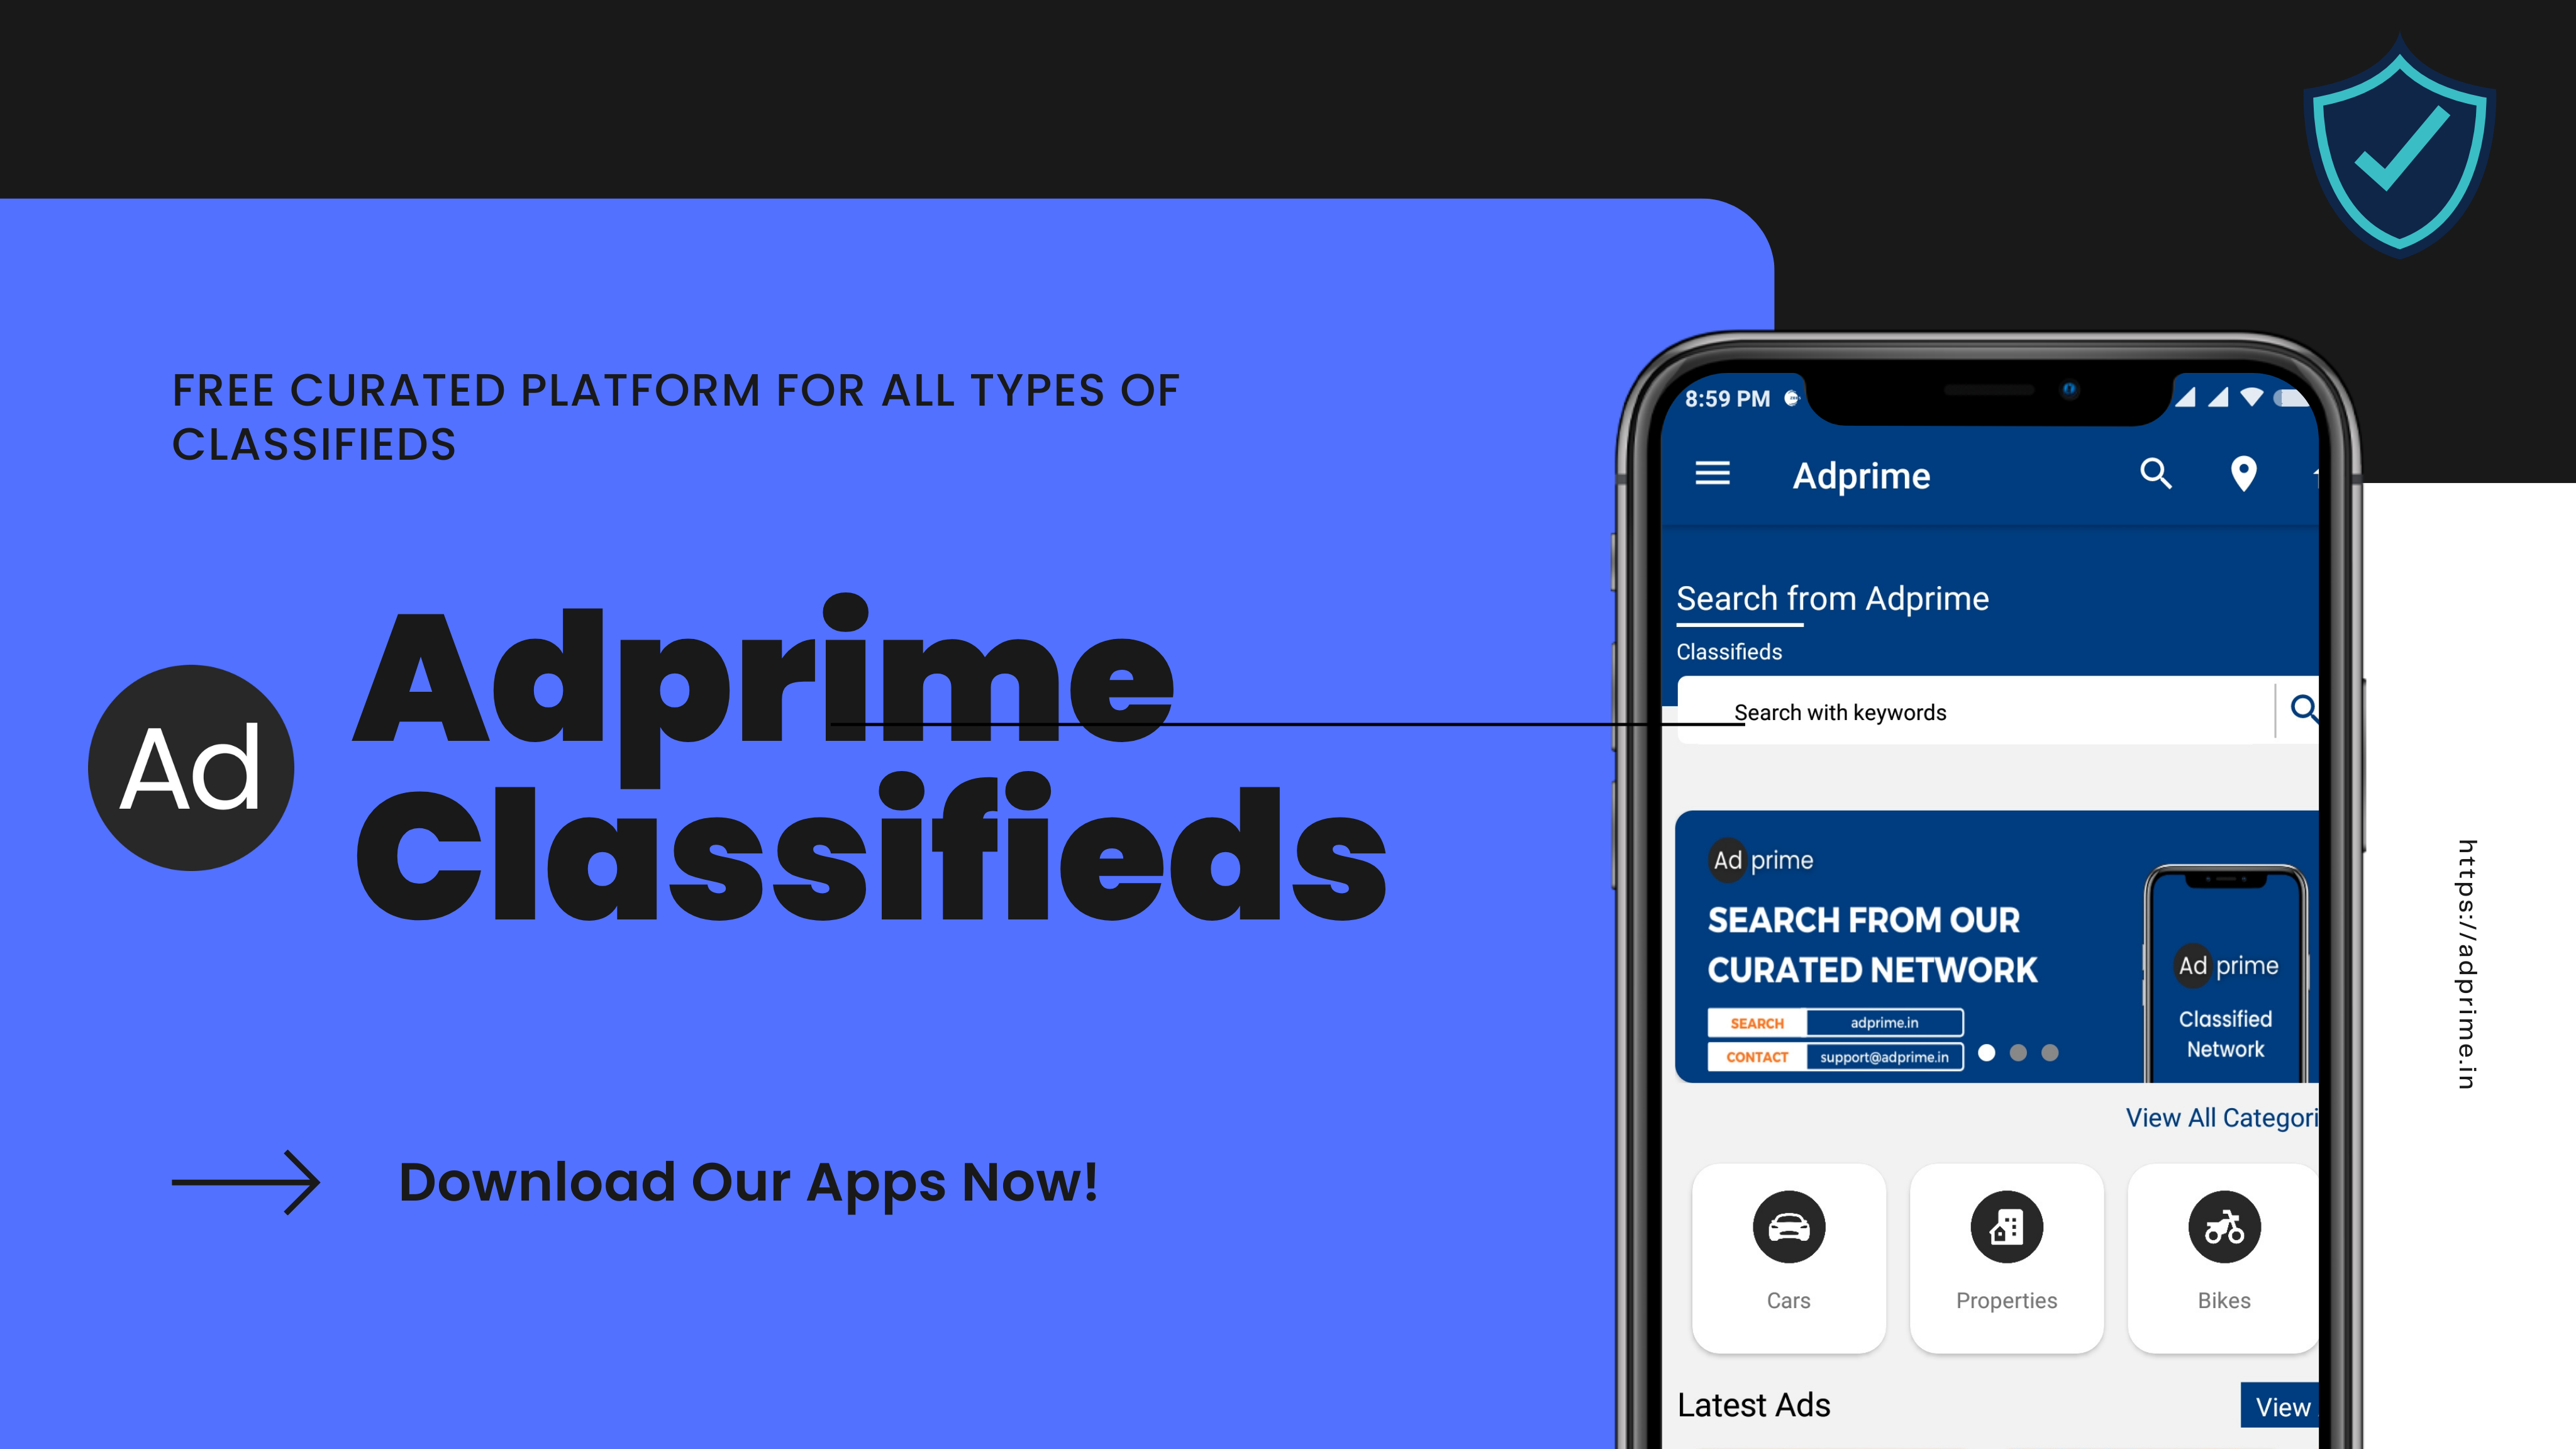 FREE CURATED PLATFORM FOR ALL TYPES OF
CLASSIFIEDS
Ad
Adprime
Classifieds
Download Our Apps Now!
8:59 PM
Adprime
Search from Adprime
Classifieds
Search with keywords
Ad prime
SEARCH FROM OUR
CURATED NETWORK
SEARCH adprime.in
CONTACT support@adprime.in
Ad prime
Classified
Network
View All Categori
Cars
Properties
Bikes
Latest Ads
View
https://adprime.in